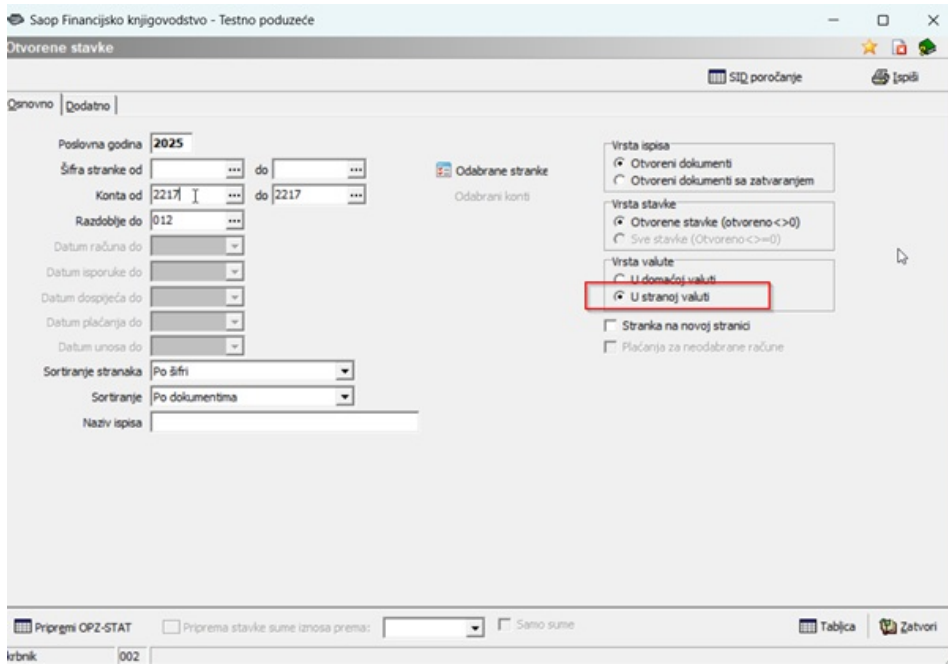 Saop Financijsko knjigovodstvo - Testno poduzeće
Otvorene stavke
SID poročanje Ispiši
Osnovno Dodatno
Poslovna godina 2025
Šifra stranke od ... do ... Odabrane stranke
Konta od 2217 ... do 2217 ... Odabrani konti
Razdoblje do 012 ...
Datum računa do
Datum isporuke do
Datum dospijeća do
Datum plaćanja do
Datum unosa do
Sortiranje stranaka Po šifri
Sortiranje Po dokumentima
Naziv ispisa
Vrsta ispisa
Otvoreni dokumenti
Otvoreni dokumenti sa zatvaranjem
Vrsta stavke
Otvorene stavke (otvoreno<>0)
Sve stavke (Otvoreno<>=0)
Vrsta valute
U domaćoj valuti
U stranoj valuti
Stranka na novoj stranici
Plaćanja za neodabrane račune
Pripremi OPZ-STAT Priprema stavke sume iznosa prema: Samo sume Tablica Zatvori
krbnik 002